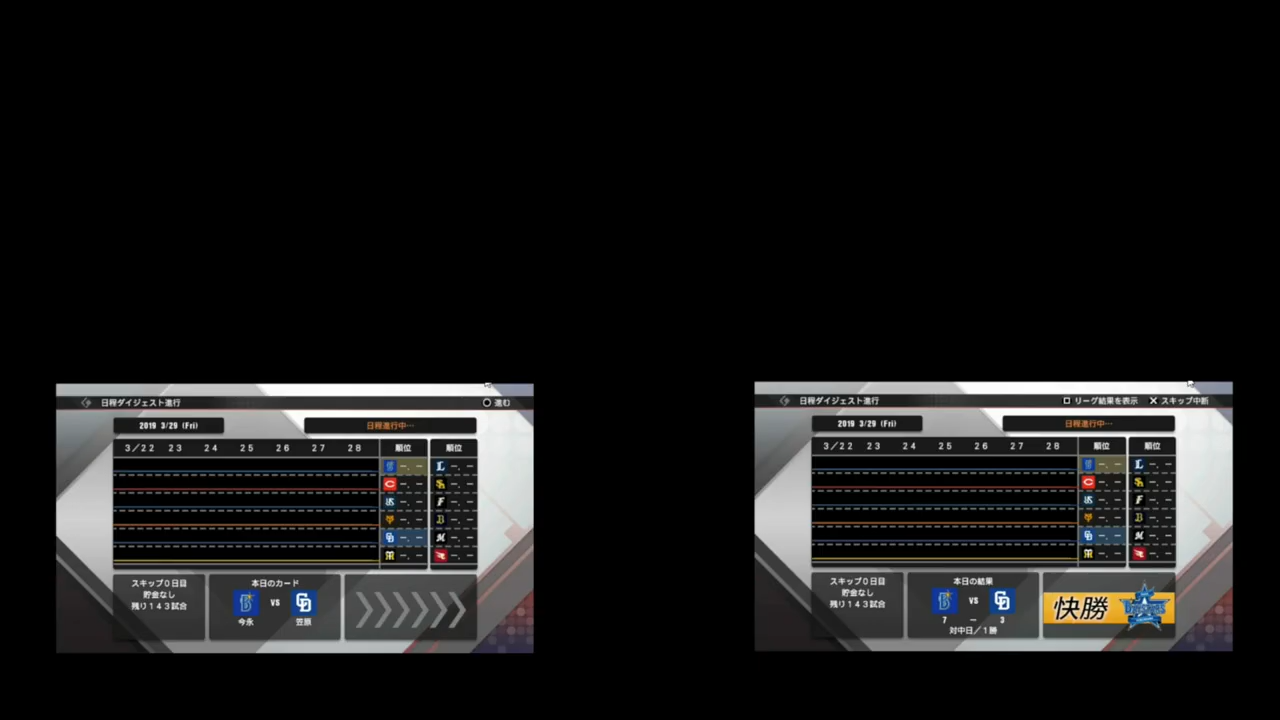 日程ダイジェスト進行
進む
2019 3/29 (Fri)
日程進行中…
3/22 23 24 25 26 27 28 順位 順位
スキップ0日目
貯金なし
残り143試合
本日のカード
VS
今永 笠原
日程ダイジェスト進行
リーグ結果を表示 スキップ中断
2019 3/29 (Fri)
日程進行中…
3/22 23 24 25 26 27 28 順位 順位
スキップ0日目
貯金なし
残り143試合
本日の結果
VS
7 － 3
対中日/1勝
快勝